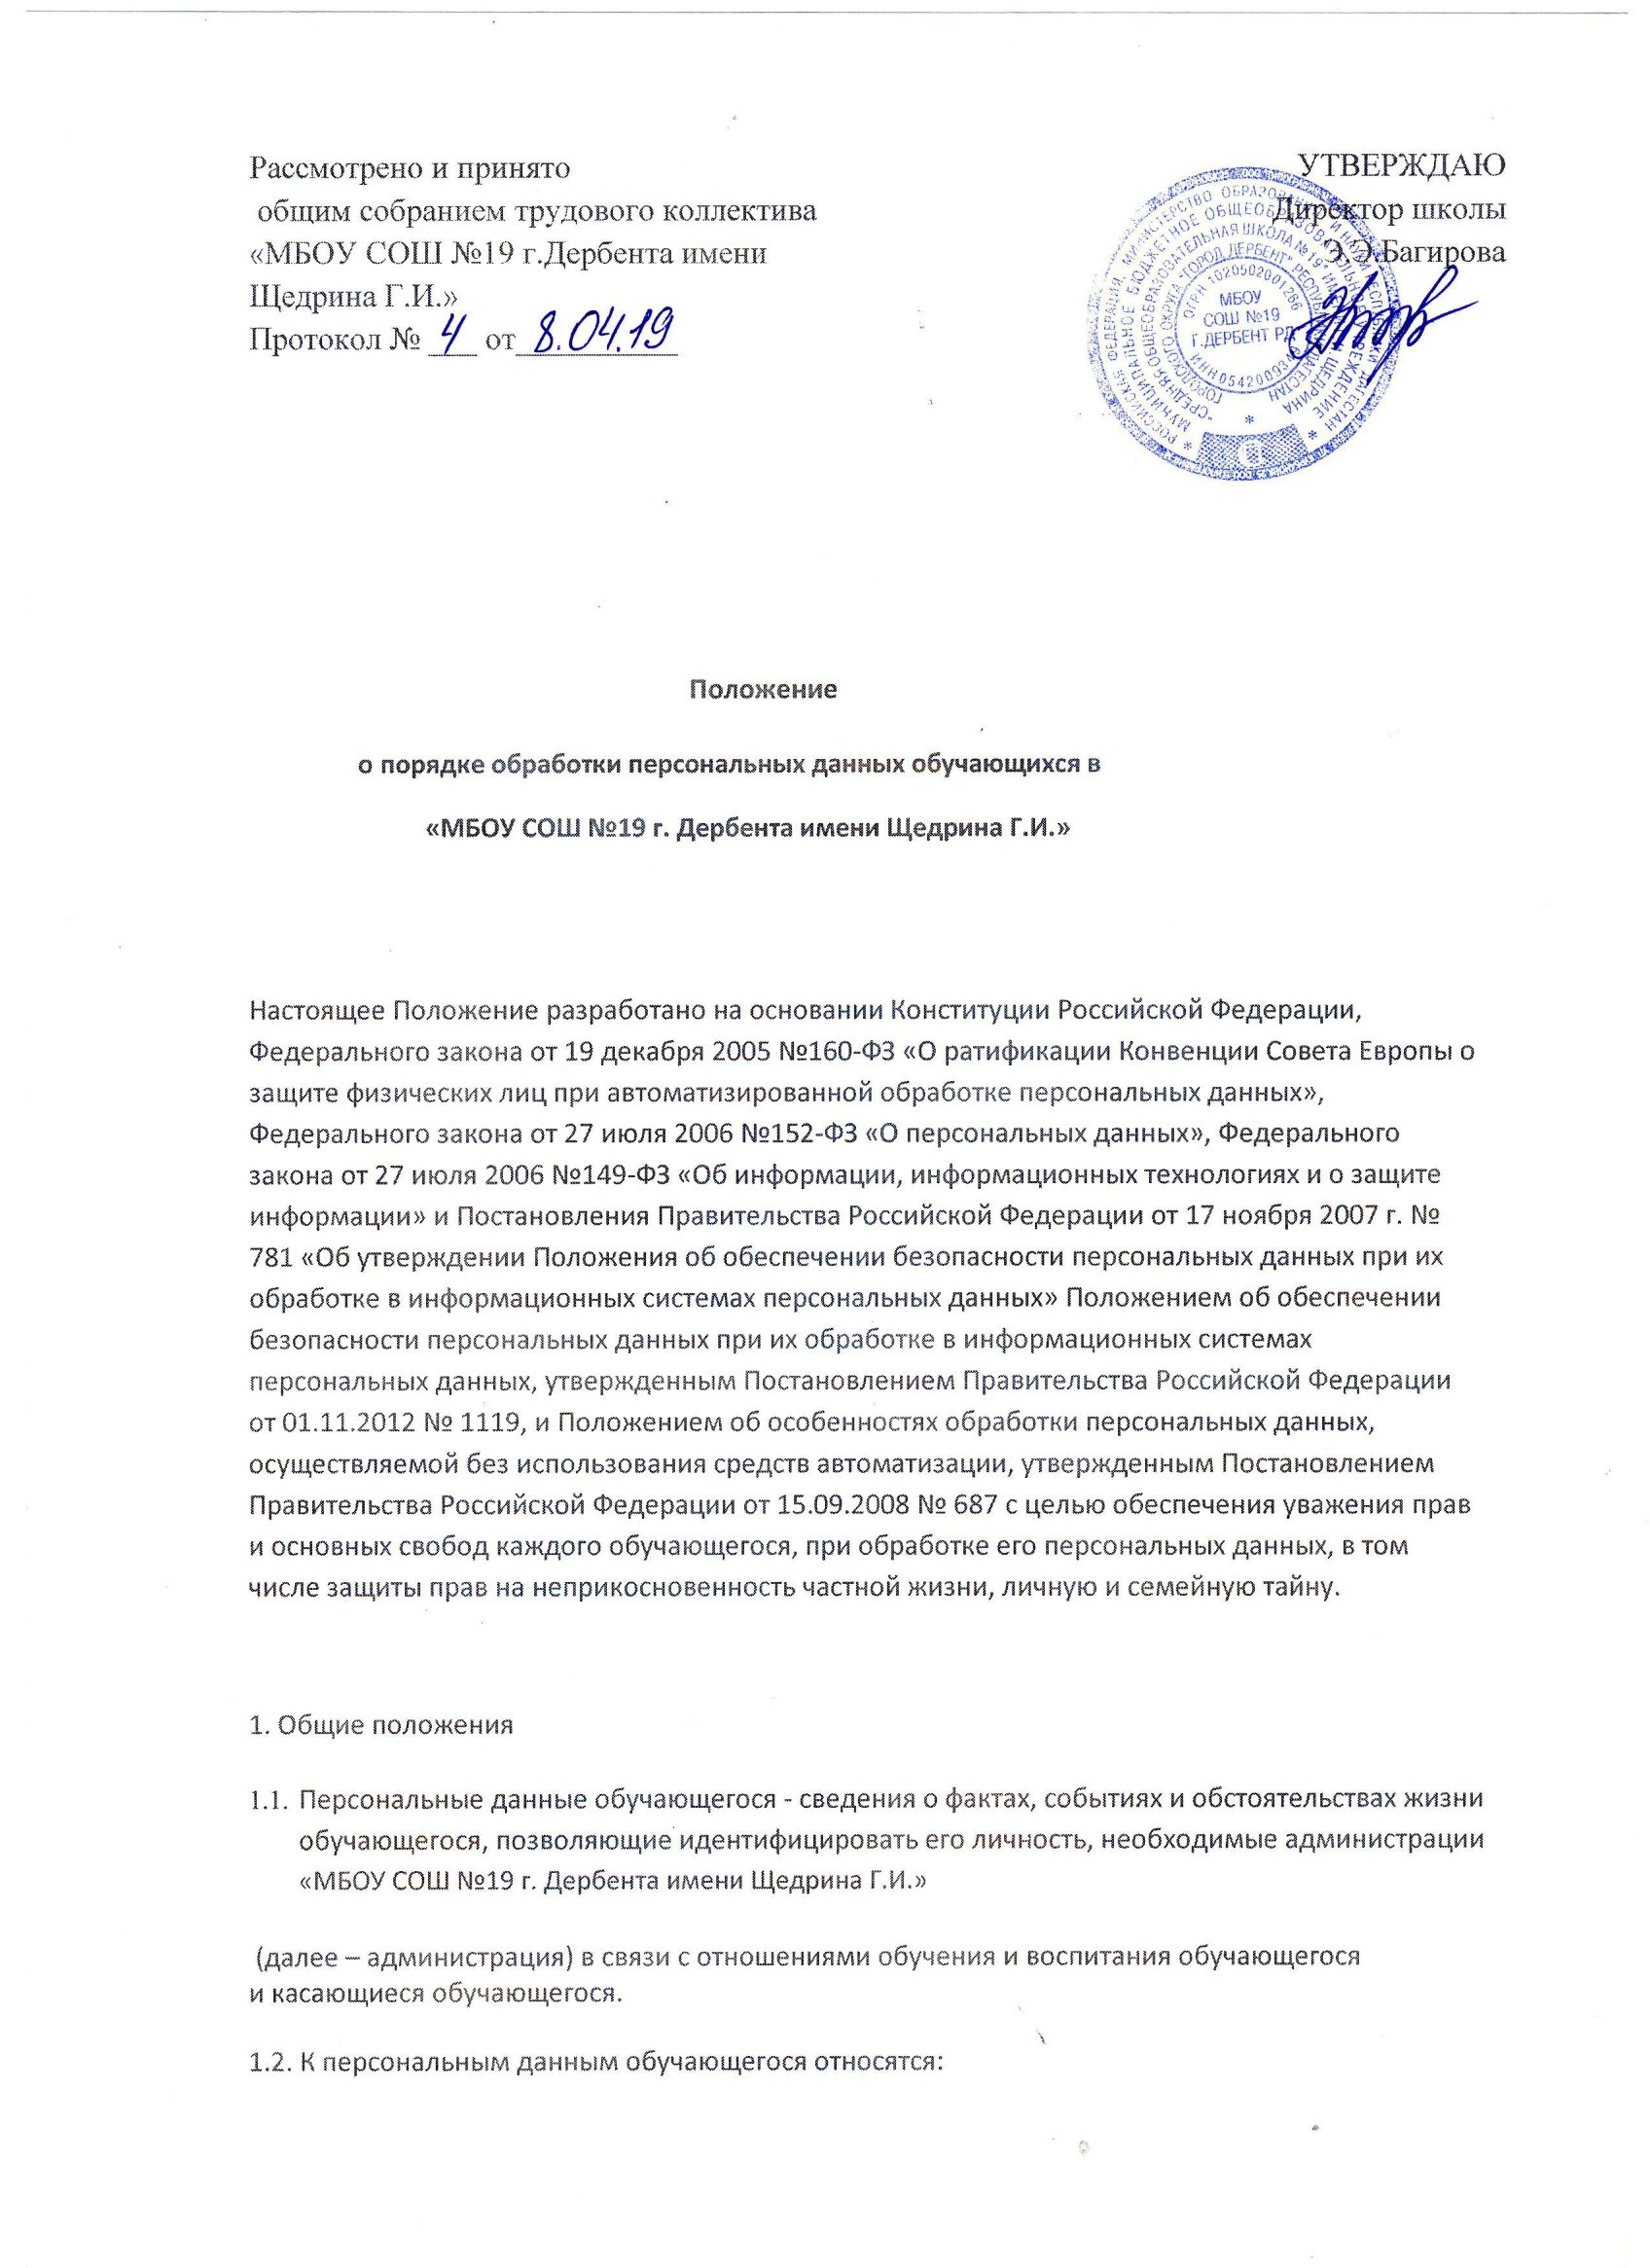 Рассмотрено и принято
общим собранием трудового коллектива
«МБОУ СОШ №19 г.Дербента имени
Щедрина Г.И.»
Протокол № 4 от 8.04.19
УТВЕРЖДАЮ
Директор школы
Э.Э.Багирова
МБОУ
СОШ №19
Г.ДЕРБЕНТ РД
ОГРН 1020502001266
Положение
о порядке обработки персональных данных обучающихся в
«МБОУ СОШ №19 г. Дербента имени Щедрина Г.И.»
Настоящее Положение разработано на основании Конституции Российской Федерации,
Федерального закона от 19 декабря 2005 №160-ФЗ «О ратификации Конвенции Совета Европы о
защите физических лиц при автоматизированной обработке персональных данных»,
Федерального закона от 27 июля 2006 №152-ФЗ «О персональных данных», Федерального
закона от 27 июля 2006 №149-ФЗ «Об информации, информационных технологиях и о защите
информации» и Постановления Правительства Российской Федерации от 17 ноября 2007 г. №
781 «Об утверждении Положения об обеспечении безопасности персональных данных при их
обработке в информационных системах персональных данных» Положением об обеспечении
безопасности персональных данных при их обработке в информационных системах
персональных данных, утвержденным Постановлением Правительства Российской Федерации
от 01.11.2012 № 1119, и Положением об особенностях обработки персональных данных,
осуществляемой без использования средств автоматизации, утвержденным Постановлением
Правительства Российской Федерации от 15.09.2008 № 687 с целью обеспечения уважения прав
и основных свобод каждого обучающегося, при обработке его персональных данных, в том
числе защиты прав на неприкосновенность частной жизни, личную и семейную тайну.
1. Общие положения
1.1. Персональные данные обучающегося - сведения о фактах, событиях и обстоятельствах жизни
обучающегося, позволяющие идентифицировать его личность, необходимые администрации
«МБОУ СОШ №19 г. Дербента имени Щедрина Г.И.»
(далее – администрация) в связи с отношениями обучения и воспитания обучающегося
и касающиеся обучающегося.
1.2. К персональным данным обучающегося относятся: